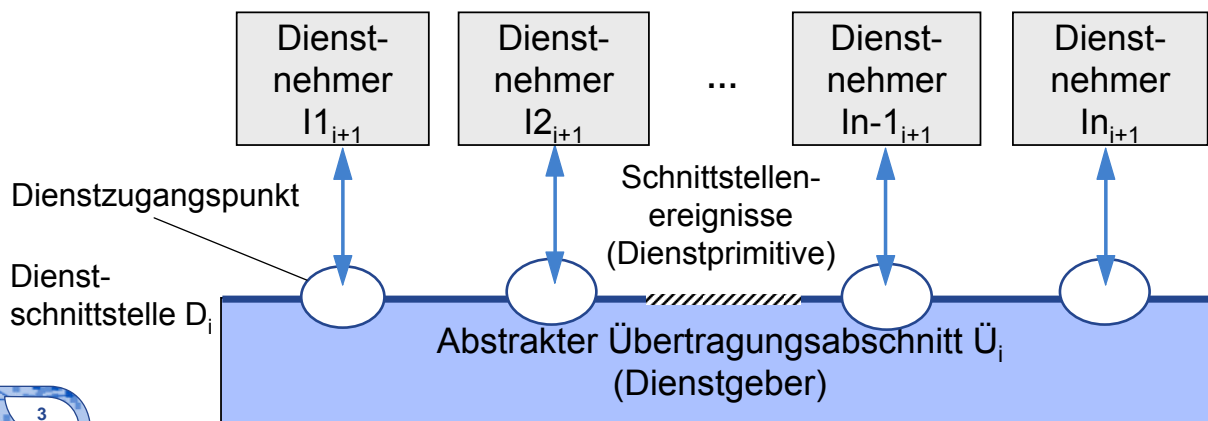 Dienst-
nehmer
I1i+1
Dienst-
nehmer
I2i+1
...
Dienst-
nehmer
In-1i+1
Dienst-
nehmer
Ini+1
Dienstzugangspunkt
Schnittstellen-
ereignisse
(Dienstprimitive)
Dienst-
schnittstelle Di
Abstrakter Übertragungsabschnitt Üi
(Dienstgeber)
3